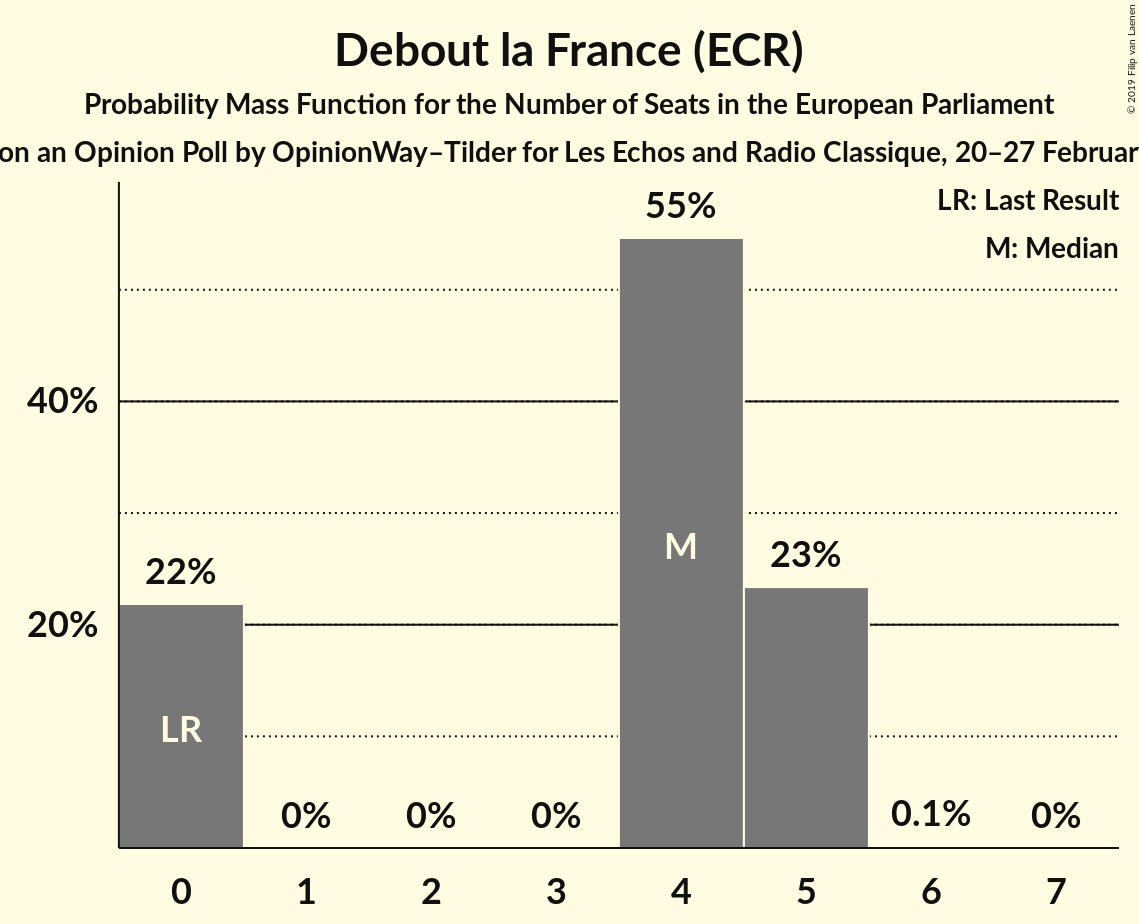 Debout la France (ECR)
Probability Mass Function for the Number of Seats in the European Parliament
on an Opinion Poll by OpinionWay–Tilder for Les Echos and Radio Classique, 20–27 Februar
© 2019 Filip van Laenen
LR: Last Result
M: Median
55%
40%
M
23%
22%
20%
LR
0% 0% 0% 0.1% 0%
0 1 2 3 4 5 6 7